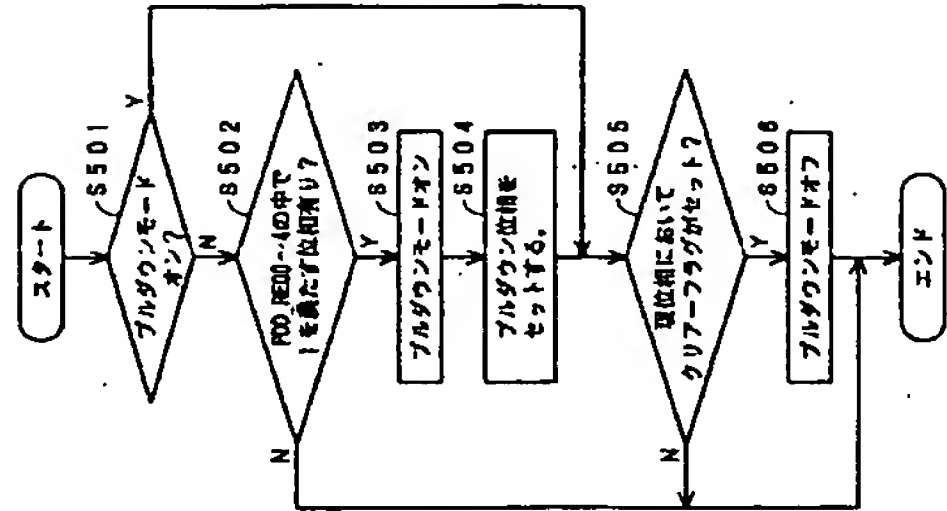 スタート
S501
プルダウンモード
オン?
Y
N
S502
PDD_RED0~4の中で
1を満たす位相有り?
Y
N
S503
プルダウンモードオン
S504
プルダウン位相を
セットする。
S505
現位相において
クリアーフラグがセット?
N
Y
S506
プルダウンモードオフ
エンド